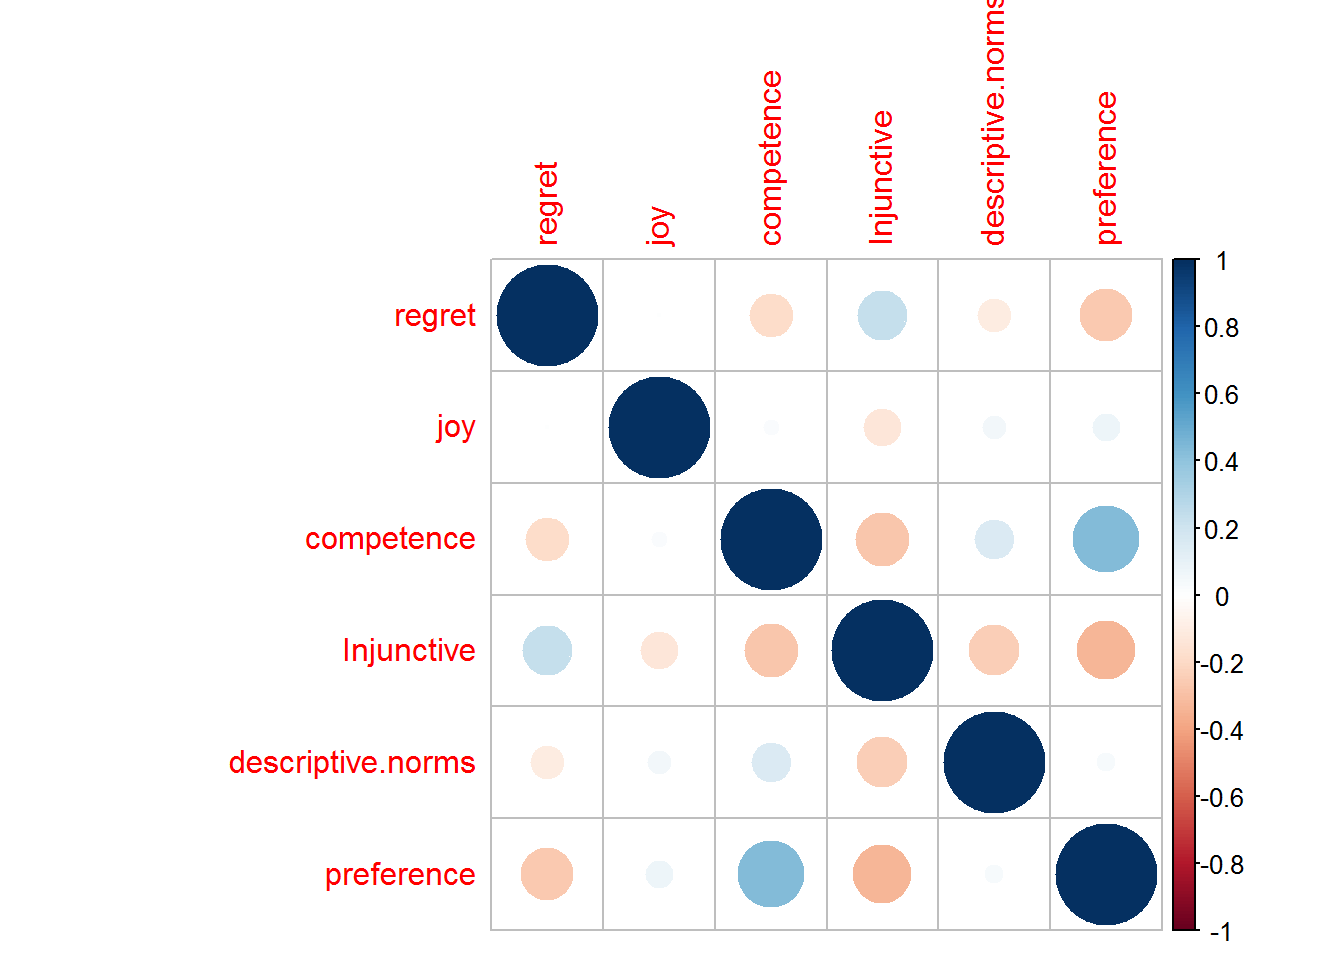 regret
joy
competence
Injunctive
descriptive.norms
preference
regret
joy
competence
Injunctive
descriptive.norms
preference
1
0.8
0.6
0.4
0.2
0
-0.2
-0.4
-0.6
-0.8
-1